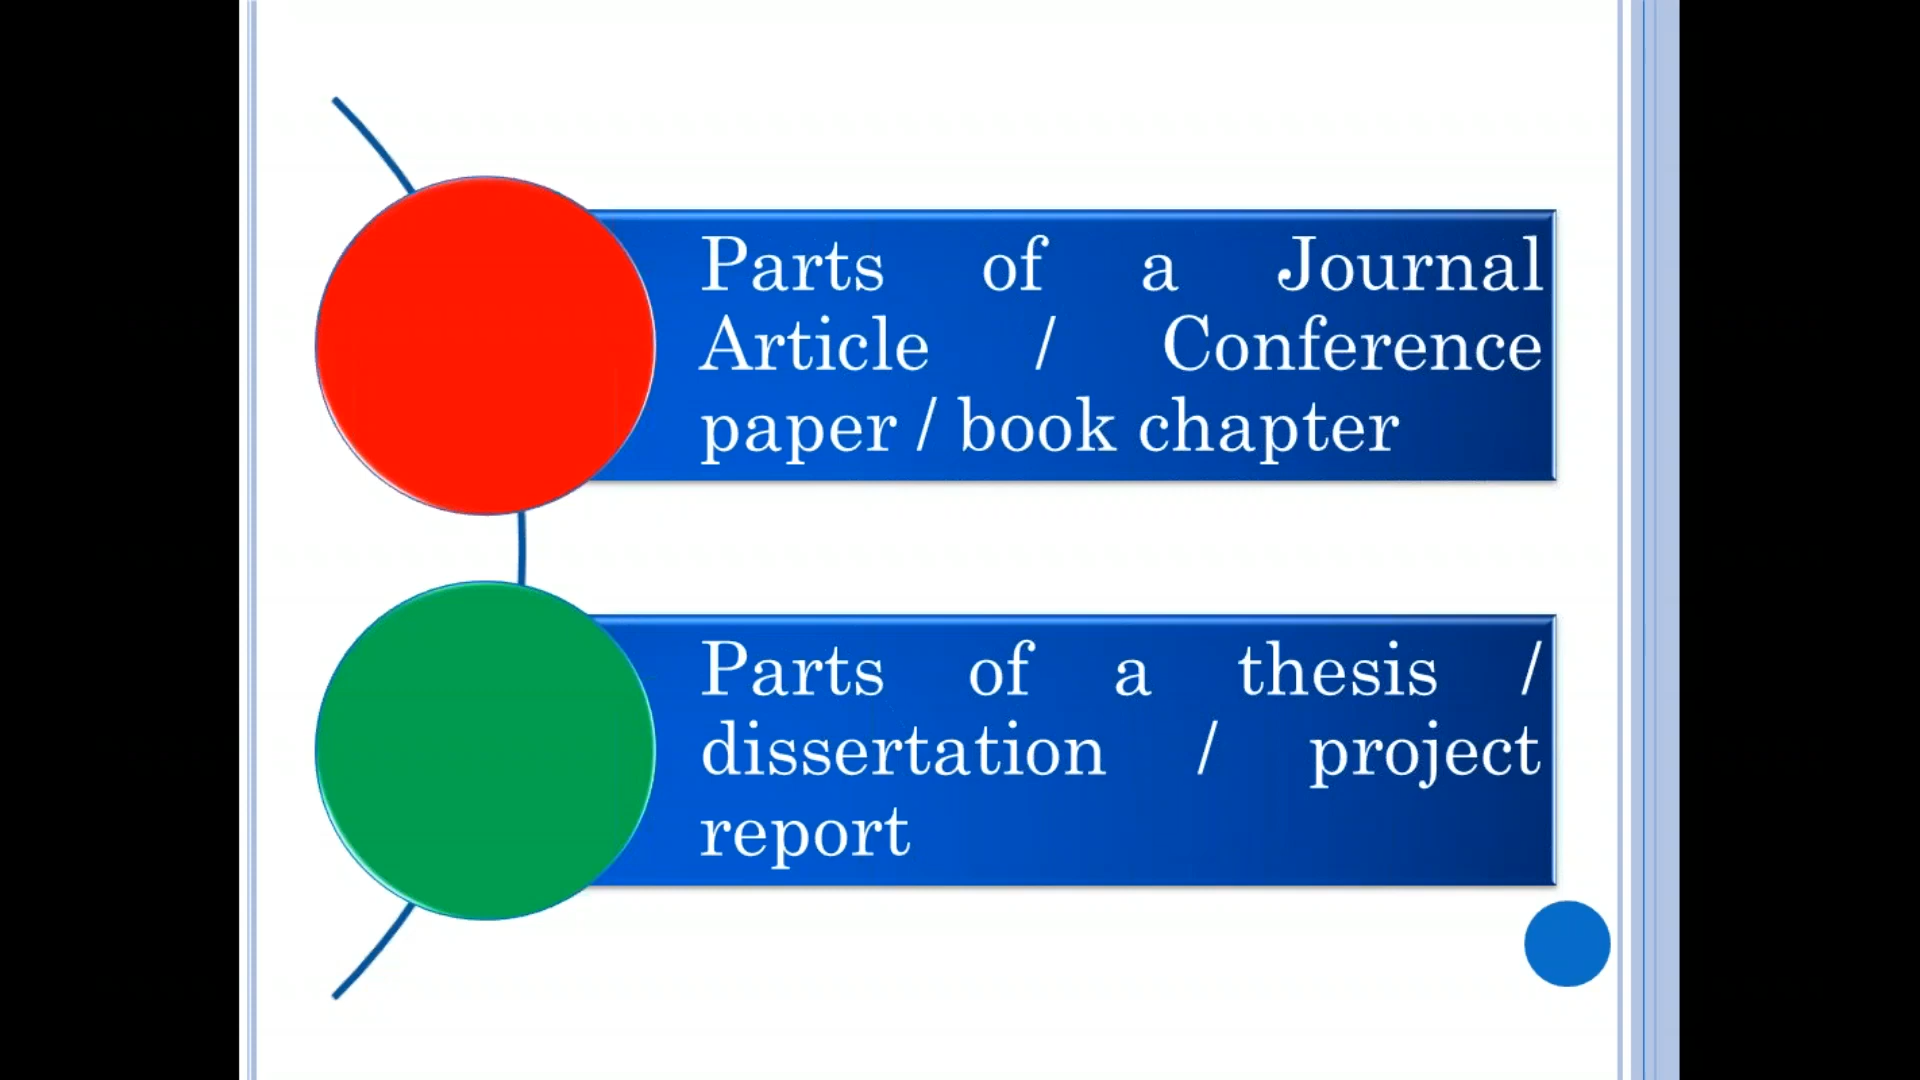 Parts of a Journal
Article / Conference
paper / book chapter
Parts of a thesis /
dissertation / project
report